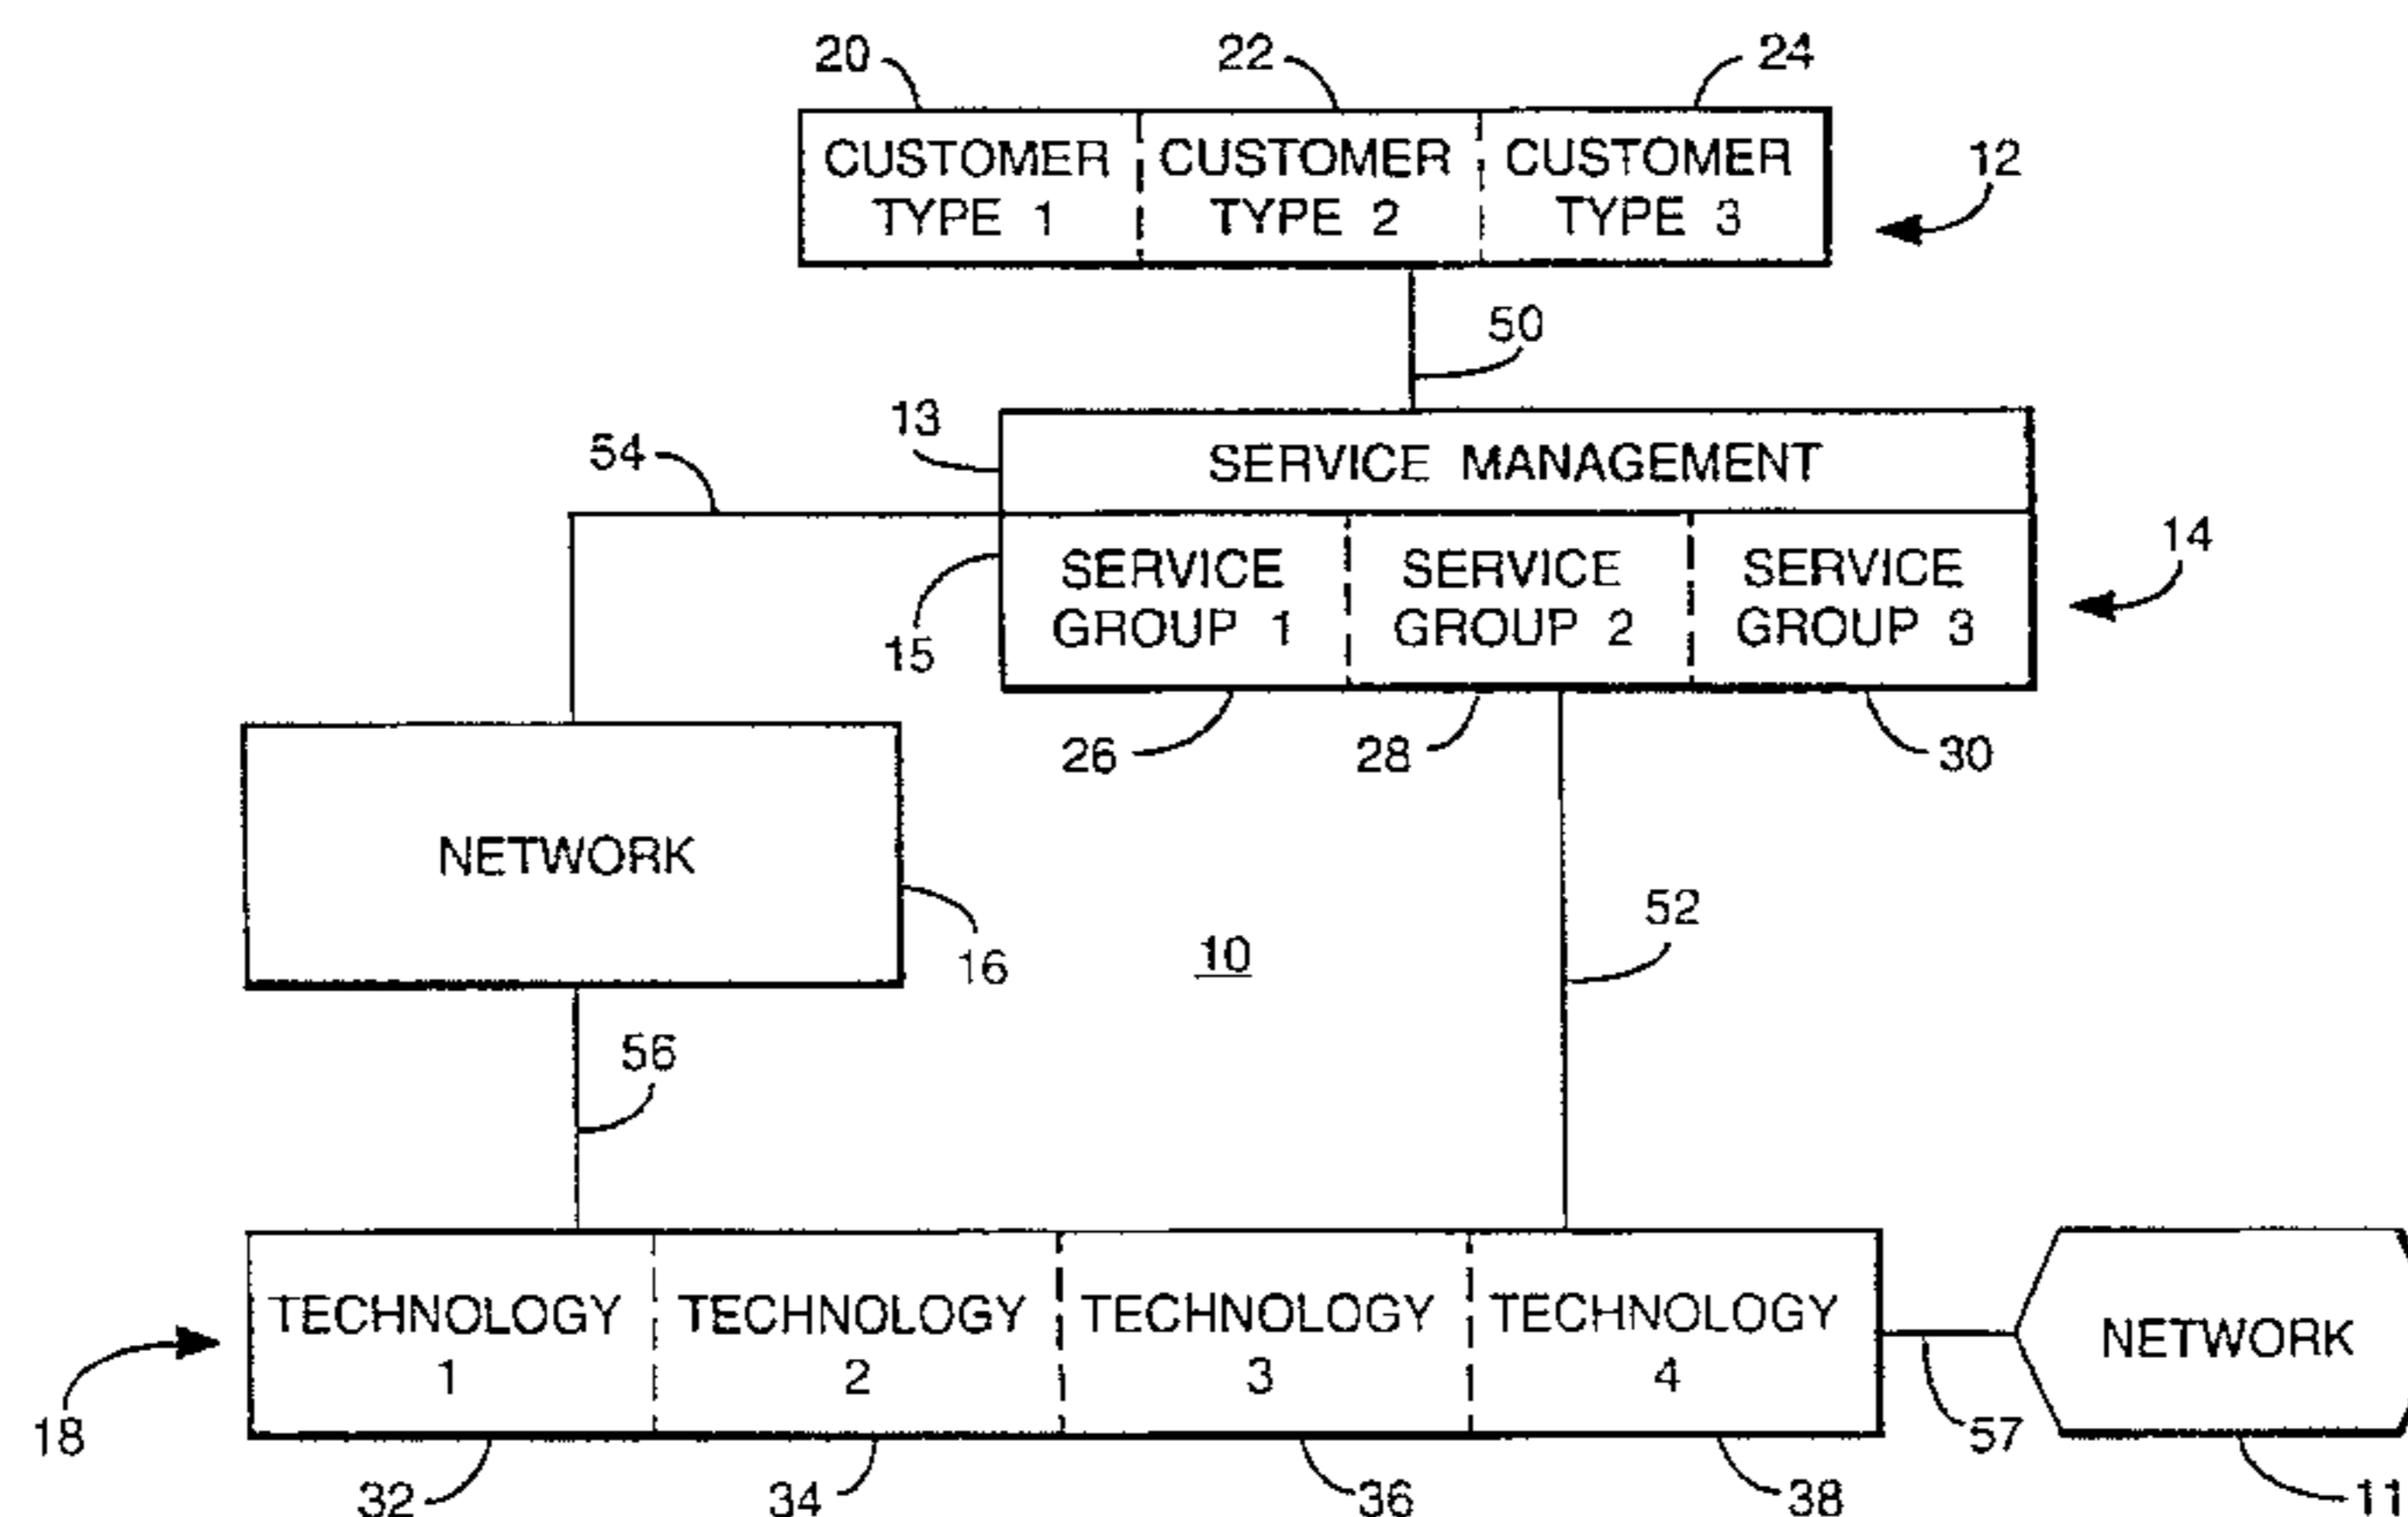 20 22 24
CUSTOMER TYPE 1
CUSTOMER TYPE 2
CUSTOMER TYPE 3
12
50
13
SERVICE MANAGEMENT
54
15
SERVICE GROUP 1
SERVICE GROUP 2
SERVICE GROUP 3
14
26 28 30
NETWORK
16
10
52
56
TECHNOLOGY 1
TECHNOLOGY 2
TECHNOLOGY 3
TECHNOLOGY 4
NETWORK
18
57
32 34 36 38 11